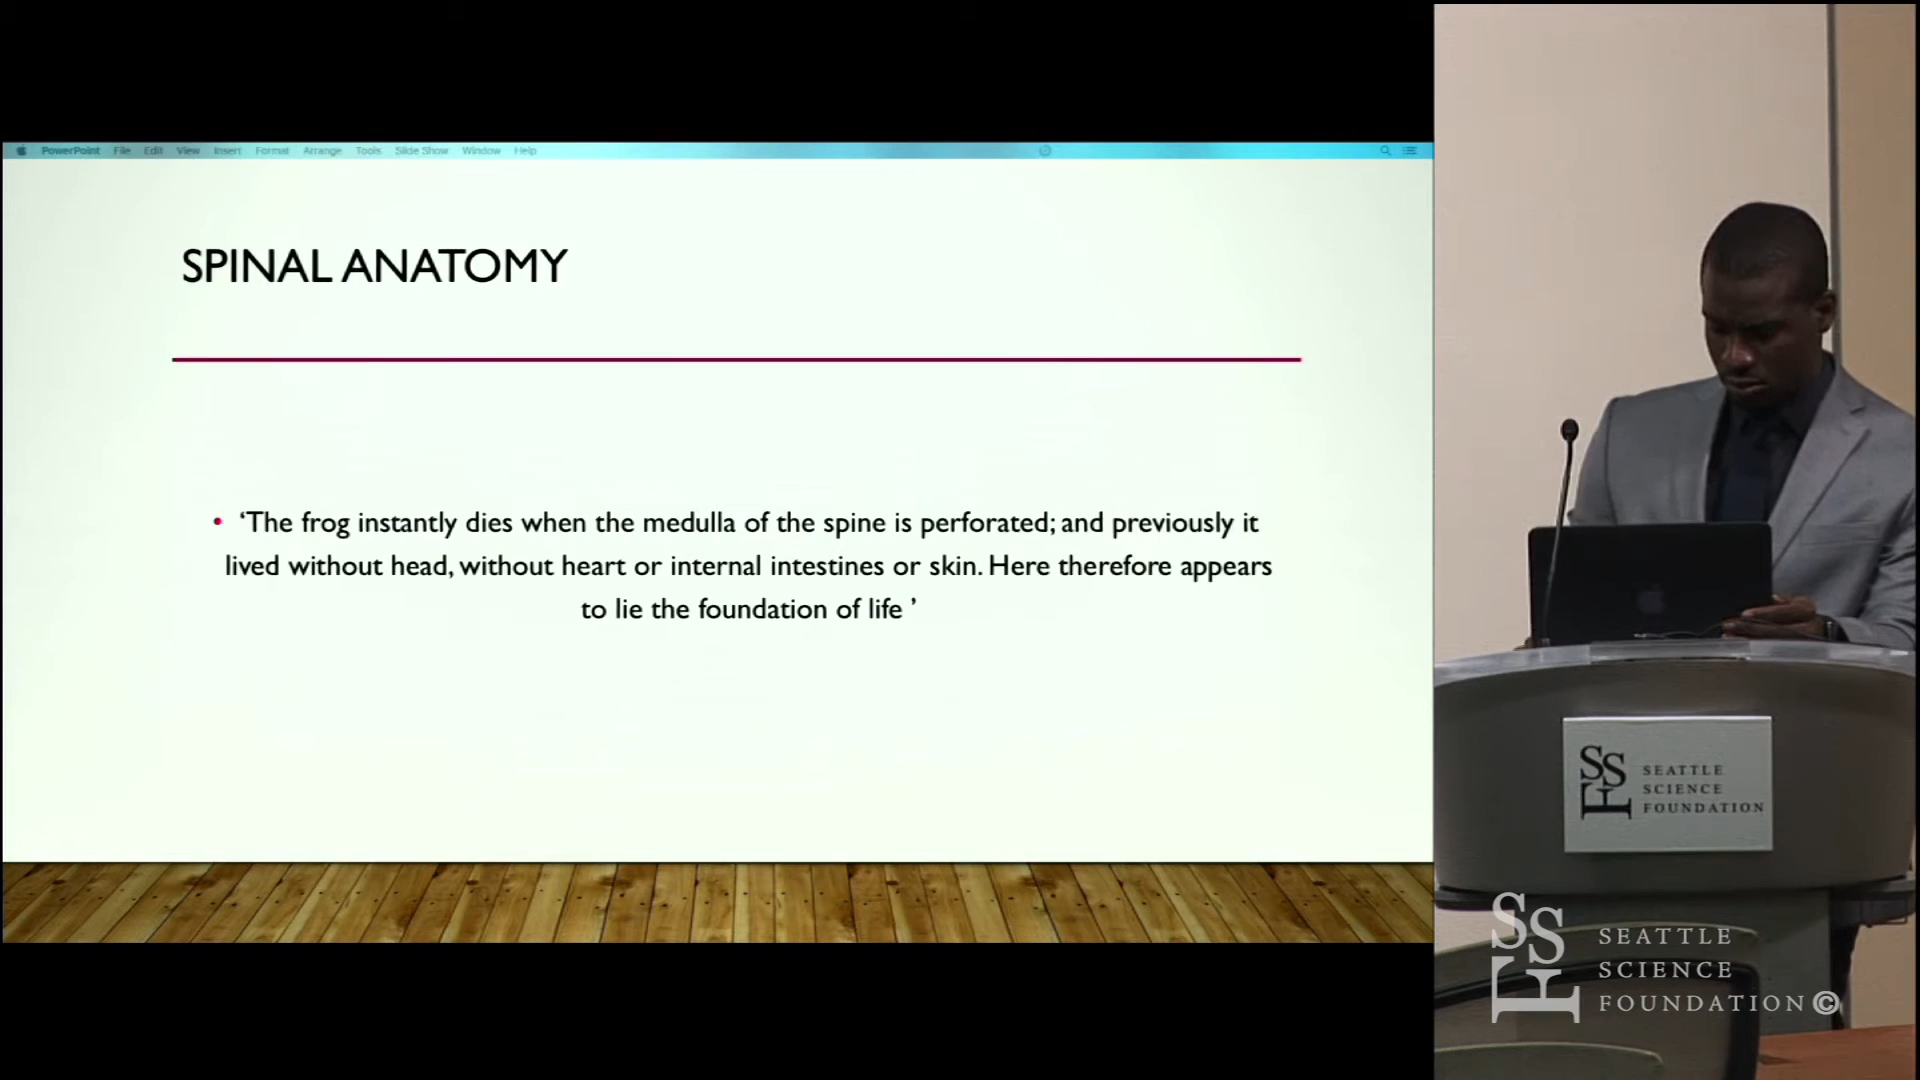 PowerPoint File Edit View Insert Format Arrange Tools Slide Show Window Help
SPINAL ANATOMY
• ‘The frog instantly dies when the medulla of the spine is perforated; and previously it
lived without head, without heart or internal intestines or skin. Here therefore appears
to lie the foundation of life ’
SSF
SEATTLE
SCIENCE
FOUNDATION
SSF
SEATTLE
SCIENCE
FOUNDATION©